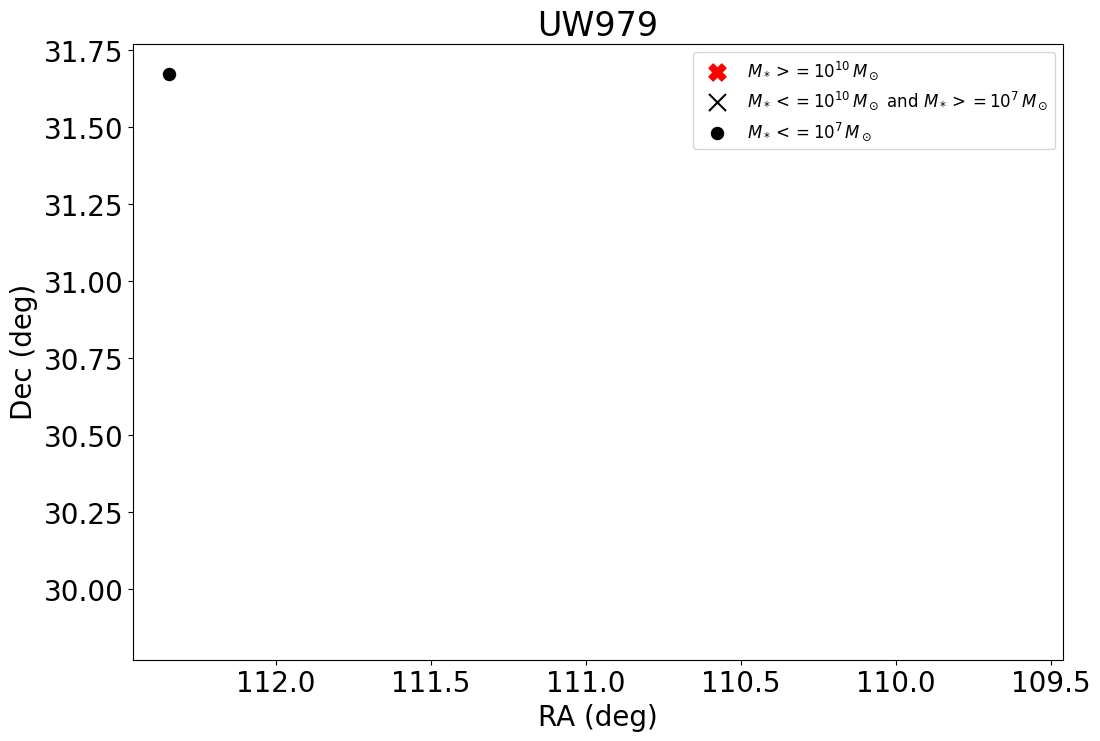 UW979
31.75
31.50
31.25
31.00
30.75
30.50
30.25
30.00
Dec (deg)
M* >= 10^10 M⊙
M* <= 10^10 M⊙ and M* >= 10^7 M⊙
M* <= 10^7 M⊙
112.0 111.5 111.0 110.5 110.0 109.5
RA (deg)